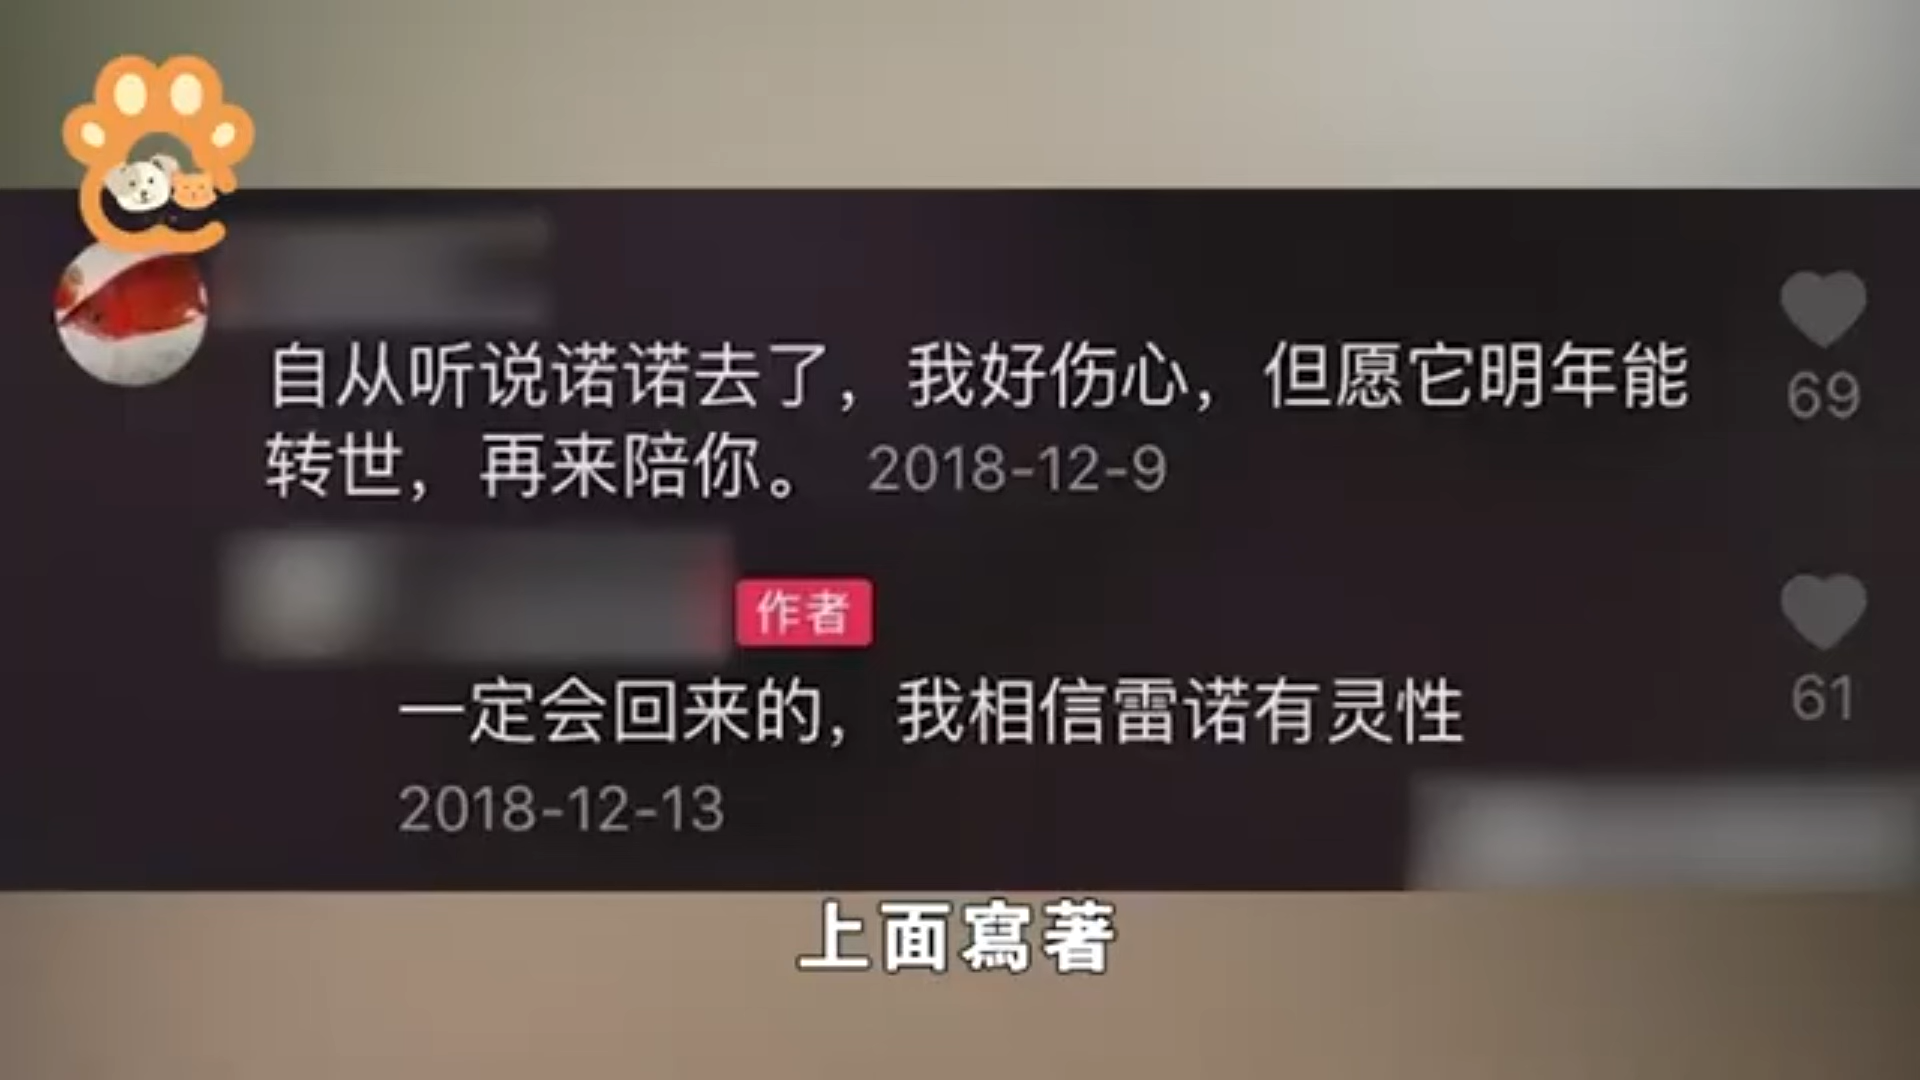 自从听说诺诺去了，我好伤心，但愿它明年能
转世，再来陪你。 2018-12-9
69
作者
一定会回来的，我相信雷诺有灵性
61
2018-12-13
上面寫著